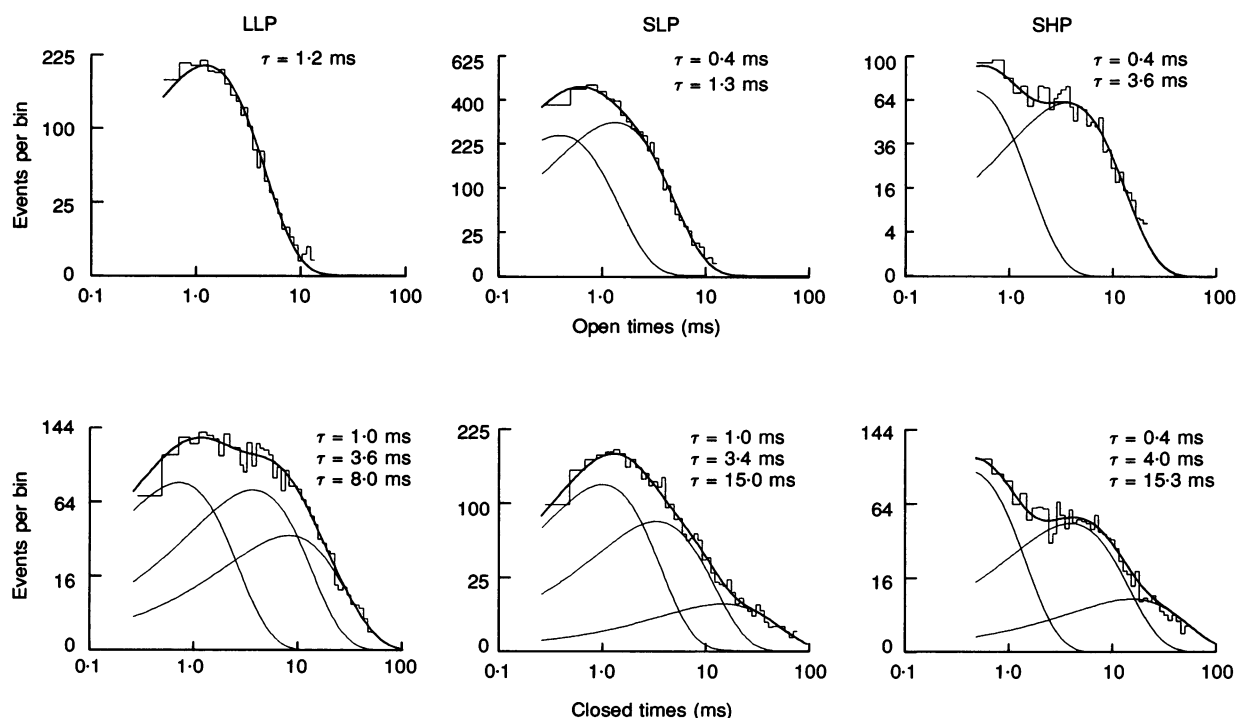 LLP
SLP
SHP
τ = 1·2 ms
τ = 0·4 ms
τ = 1·3 ms
τ = 0·4 ms
τ = 3·6 ms
Events per bin
225
100
25
0
0·1
1·0
10
100
625
400
225
100
25
0
0·1
1·0
10
100
100
64
36
16
4
0
0·1
1·0
10
100
Open times (ms)
τ = 1·0 ms
τ = 3·6 ms
τ = 8·0 ms
τ = 1·0 ms
τ = 3·4 ms
τ = 15·0 ms
τ = 0·4 ms
τ = 4·0 ms
τ = 15·3 ms
Events per bin
144
64
16
0
0·1
1·0
10
100
225
100
25
0
0·1
1·0
10
100
144
64
16
0
0·1
1·0
10
100
Closed times (ms)